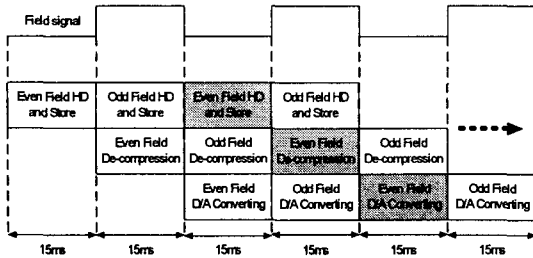 Field signal
Even Field HD and Store
Odd Field HD and Store
Even Field HD and Store
Odd Field HD and Store
Even Field De-compression
Odd Field De-compression
Even Field De-compression
Odd Field De-compression
Even Field D/A Converting
Odd Field D/A Converting
Even Field D/A Converting
Odd Field D/A Converting
15ms
15ms
15ms
15ms
15ms
15ms